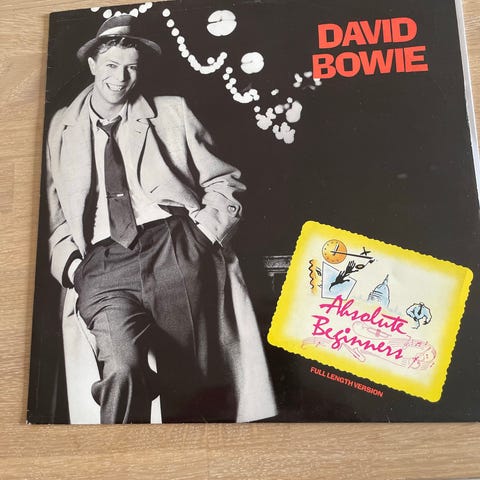 DAVID
BOWIE
Absolute
Beginners
FULL LENGTH VERSION